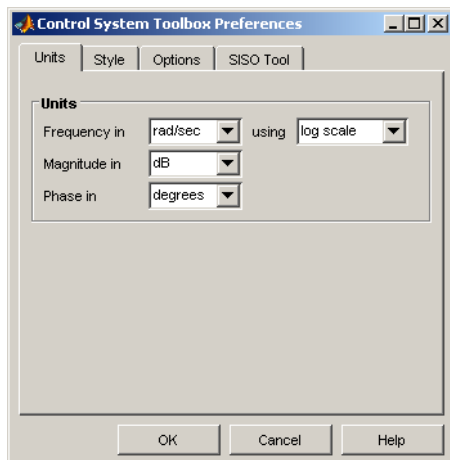 Control System Toolbox Preferences
Units Style Options SISO Tool
Units
Frequency in rad/sec using log scale
Magnitude in dB
Phase in degrees
OK Cancel Help